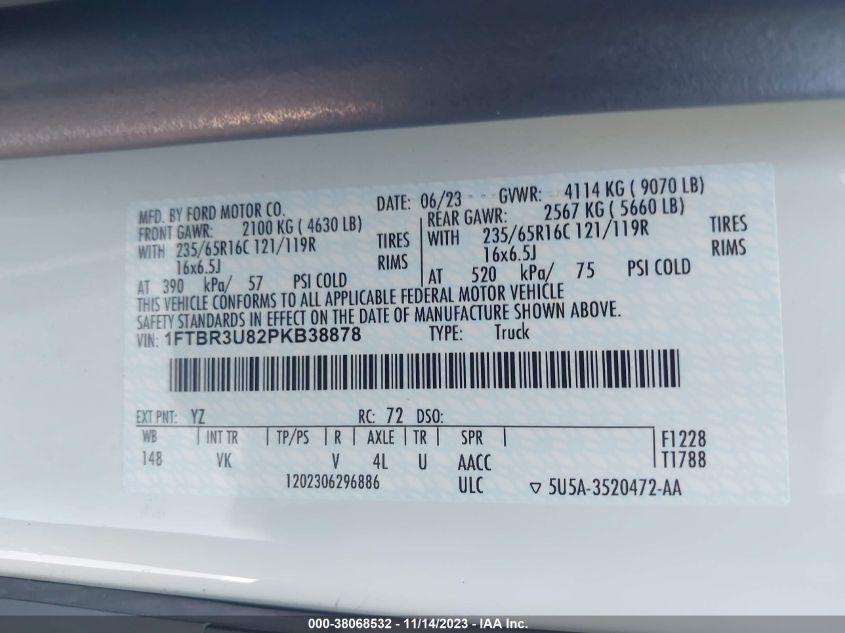 MFD. BY FORD MOTOR CO. DATE: 06/23 GVWR: 4114 KG ( 9070 LB)
FRONT GAWR: 2100 KG ( 4630 LB) REAR GAWR: 2567 KG ( 5660 LB)
WITH 235/65R16C 121/119R TIRES WITH 235/65R16C 121/119R TIRES
16x6.5J RIMS 16x6.5J RIMS
AT 390 kPa/ 57 PSI COLD AT 520 kPa/ 75 PSI COLD
THIS VEHICLE CONFORMS TO ALL APPLICABLE FEDERAL MOTOR VEHICLE
SAFETY STANDARDS IN EFFECT ON THE DATE OF MANUFACTURE SHOWN ABOVE.
VIN: 1FTBR3U82PKB38878 TYPE: Truck
EXT PNT: YZ RC: 72 DSO:
WB INT TR TP/PS R AXLE TR SPR F1228
148 VK V 4L U AACC T1788
1202306296886 ULC ▽ 5U5A-3520472-AA
000-38068532 - 11/14/2023 - IAA Inc.